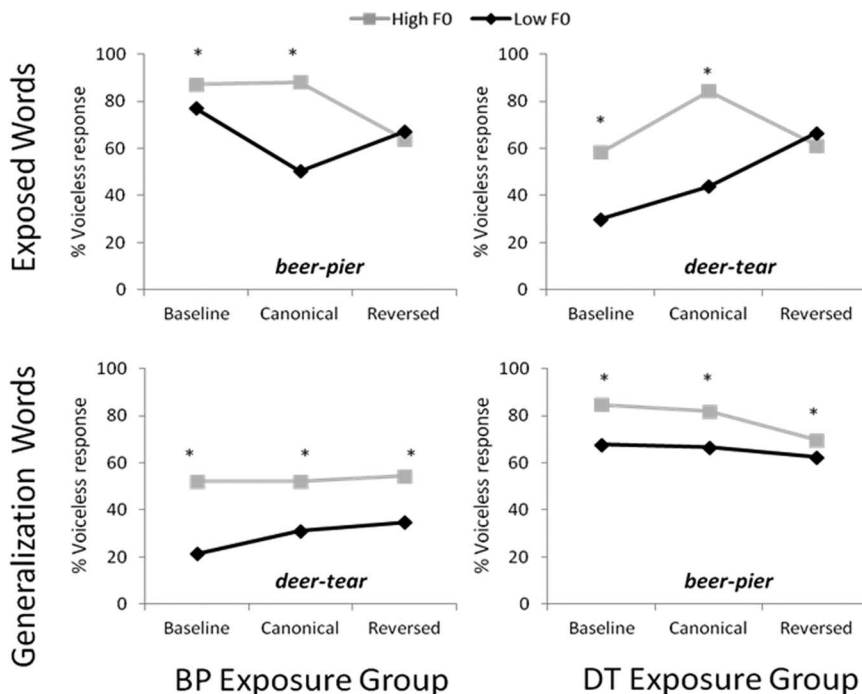 High F0 Low F0
Exposed Words
* *
% Voiceless response
100
80
60
40
20
0
beer-pier
Baseline Canonical Reversed
* *
% Voiceless response
100
80
60
40
20
0
deer-tear
Baseline Canonical Reversed
Generalization Words
* * *
% Voiceless response
100
80
60
40
20
0
deer-tear
Baseline Canonical Reversed
* * *
% Voiceless response
100
80
60
40
20
0
beer-pier
Baseline Canonical Reversed
BP Exposure Group DT Exposure Group